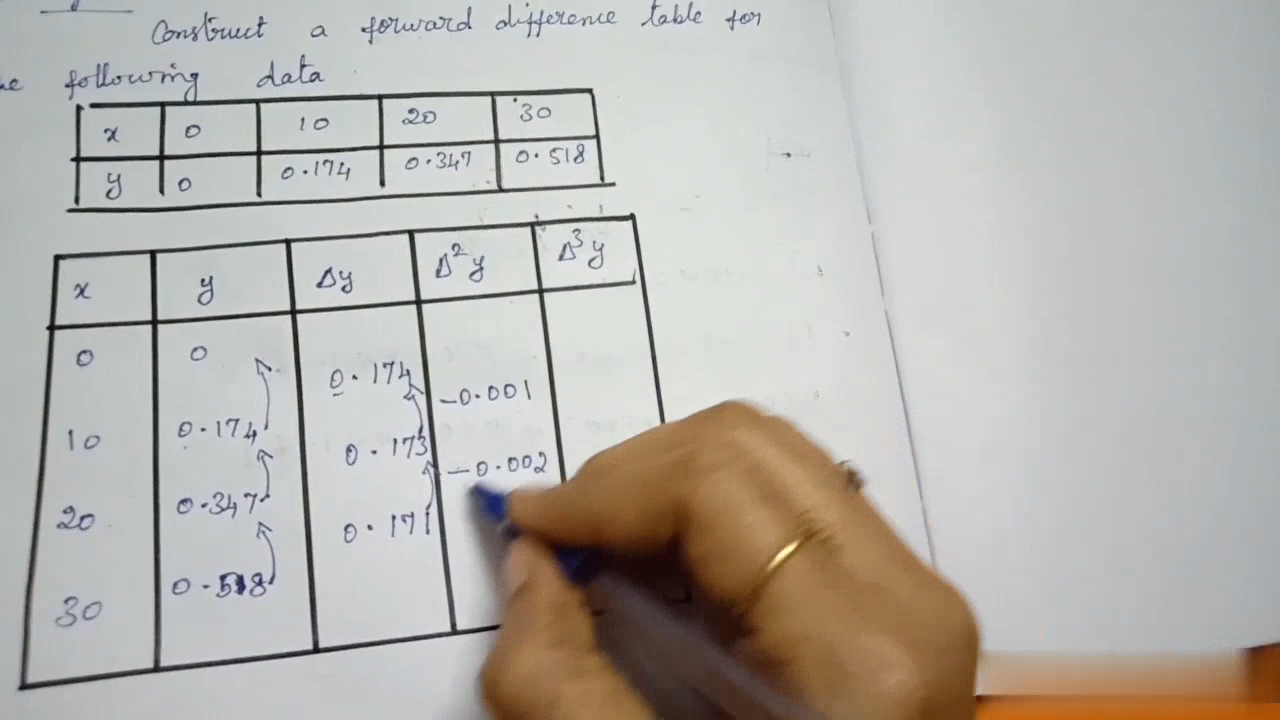 Construct a forward difference table for
following data
x 0 10 20 30
y 0 0.174 0.347 0.518
x y Δy Δ²y Δ³y
0 0
0.174
-0.001
10 0.174
0.173
-0.002
20 0.347
0.171
30 0.518